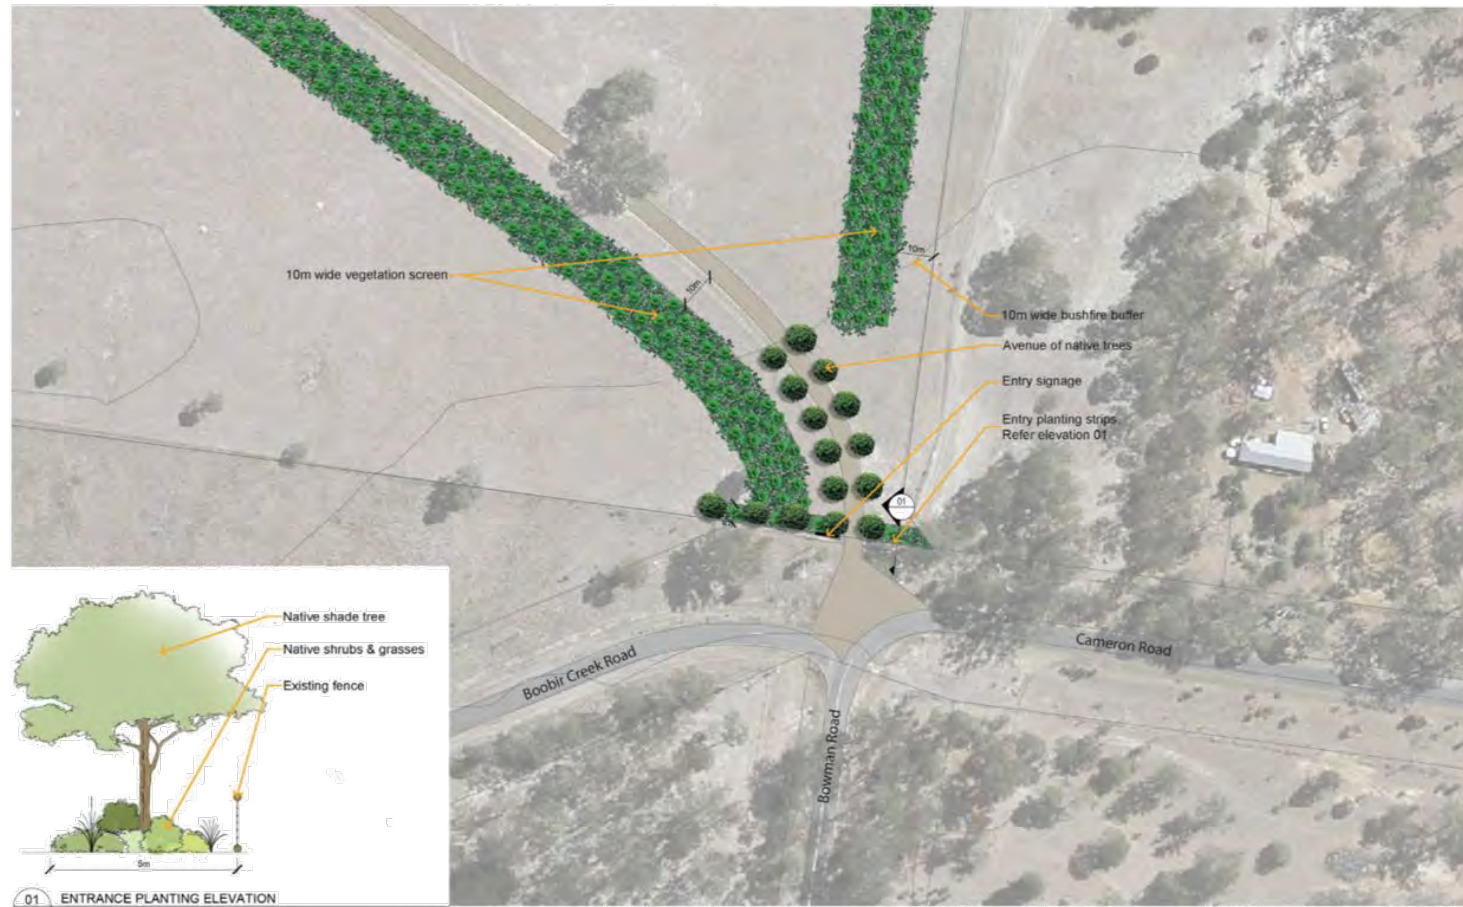 10m
10m wide vegetation screen
10m
10m wide bushfire buffer
Avenue of native trees
Entry signage
Entry planting strips.
Refer elevation 01
01
Boobir Creek Road
Cameron Road
Bowman Road
Native shade tree
Native shrubs & grasses
Existing fence
5m
01 ENTRANCE PLANTING ELEVATION